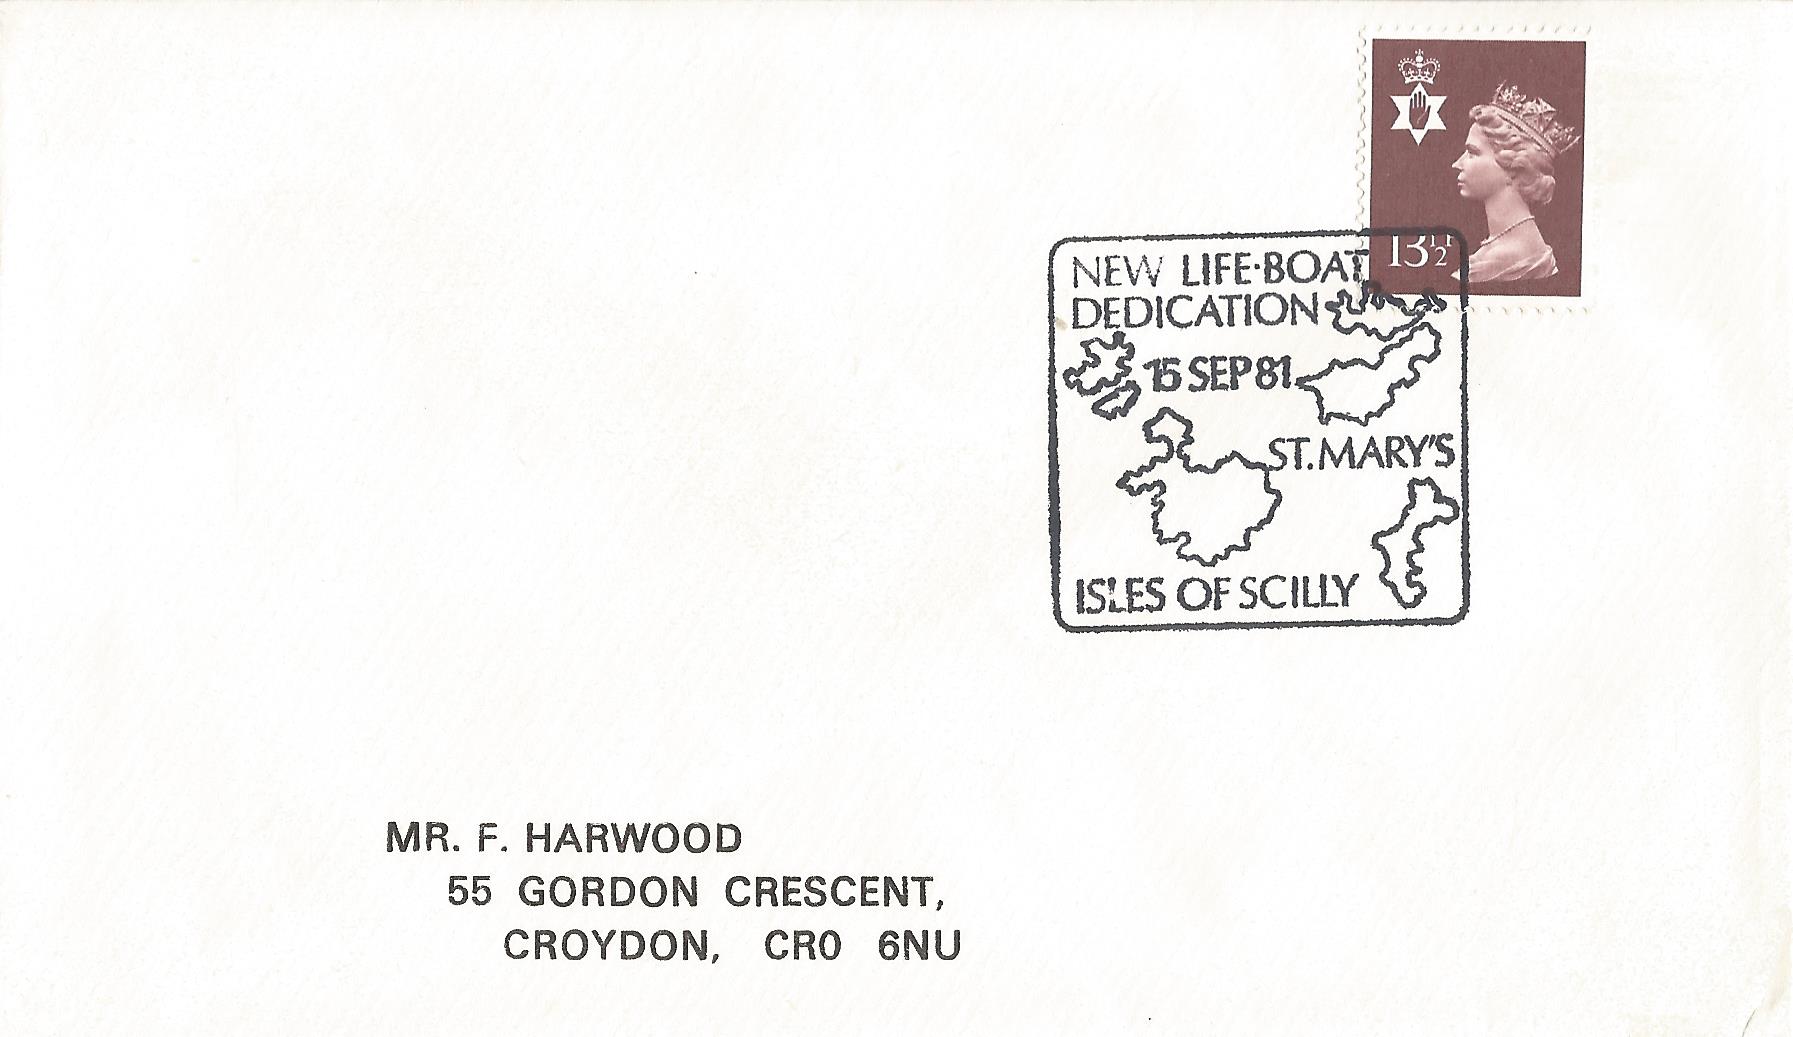 13½
NEW LIFE·BOAT
DEDICATION
15 SEP 81
ST. MARY'S
ISLES OF SCILLY
MR. F. HARWOOD
55 GORDON CRESCENT,
CROYDON, CR0 6NU